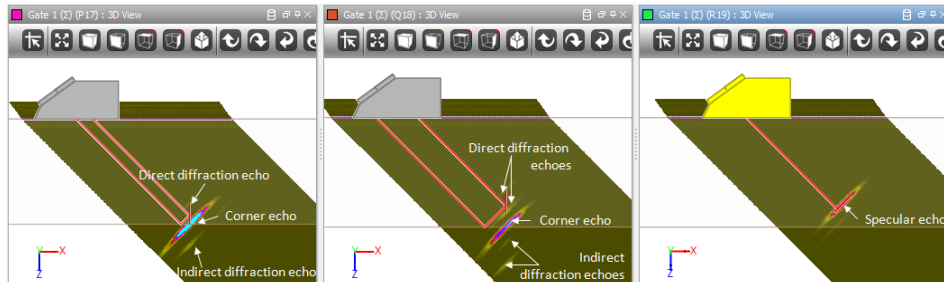 Gate 1 (Σ) (P17) : 3D View
Direct diffraction echo
Corner echo
Indirect diffraction echo
Y
X
Z
Gate 1 (Σ) (Q18) : 3D View
Direct diffraction
echoes
Corner echo
Indirect
diffraction echoes
Y
X
Z
Gate 1 (Σ) (R19) : 3D View
Specular echo
Y
X
Z